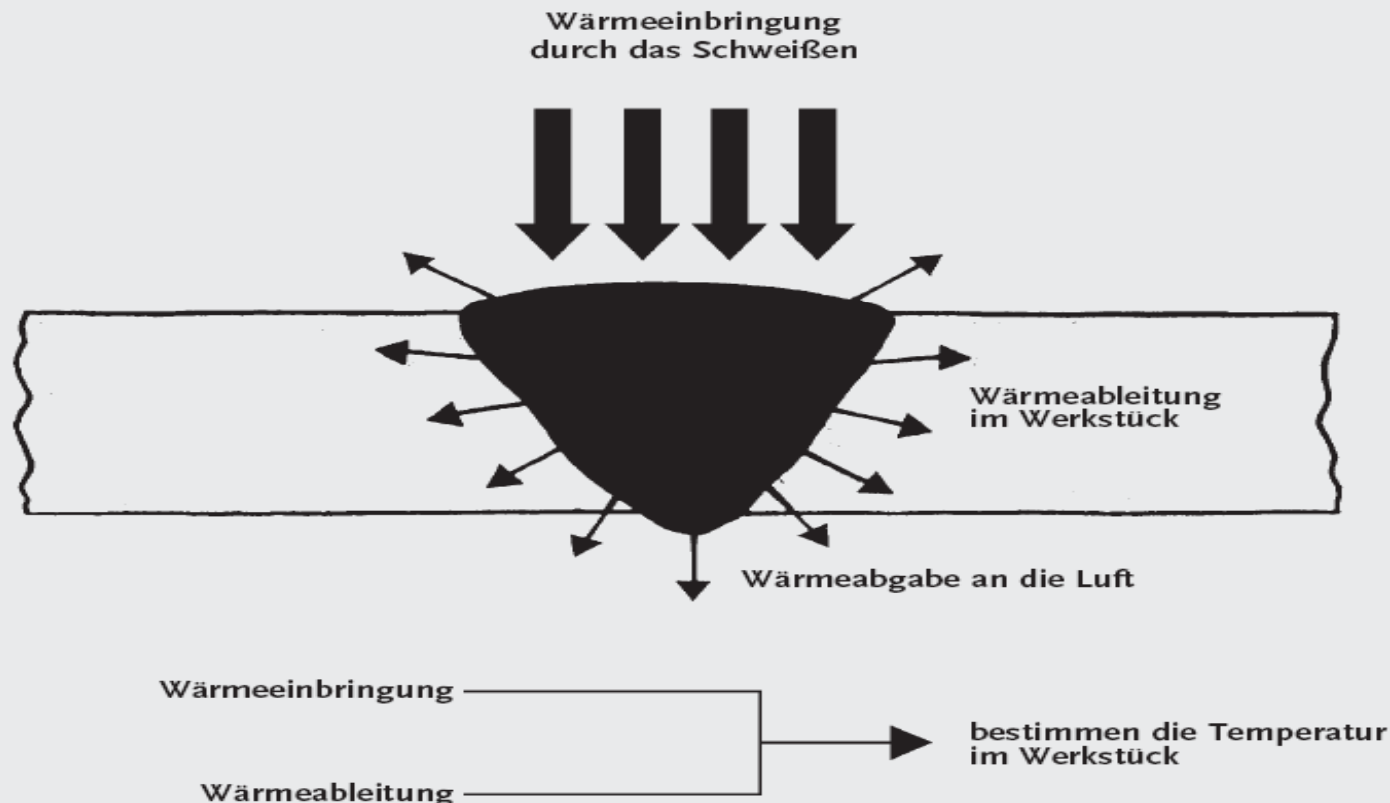 Wärmeeinbringung
durch das Schweißen
Wärmeableitung
im Werkstück
Wärmeabgabe an die Luft
Wärmeeinbringung
bestimmen die Temperatur
im Werkstück
Wärmeableitung